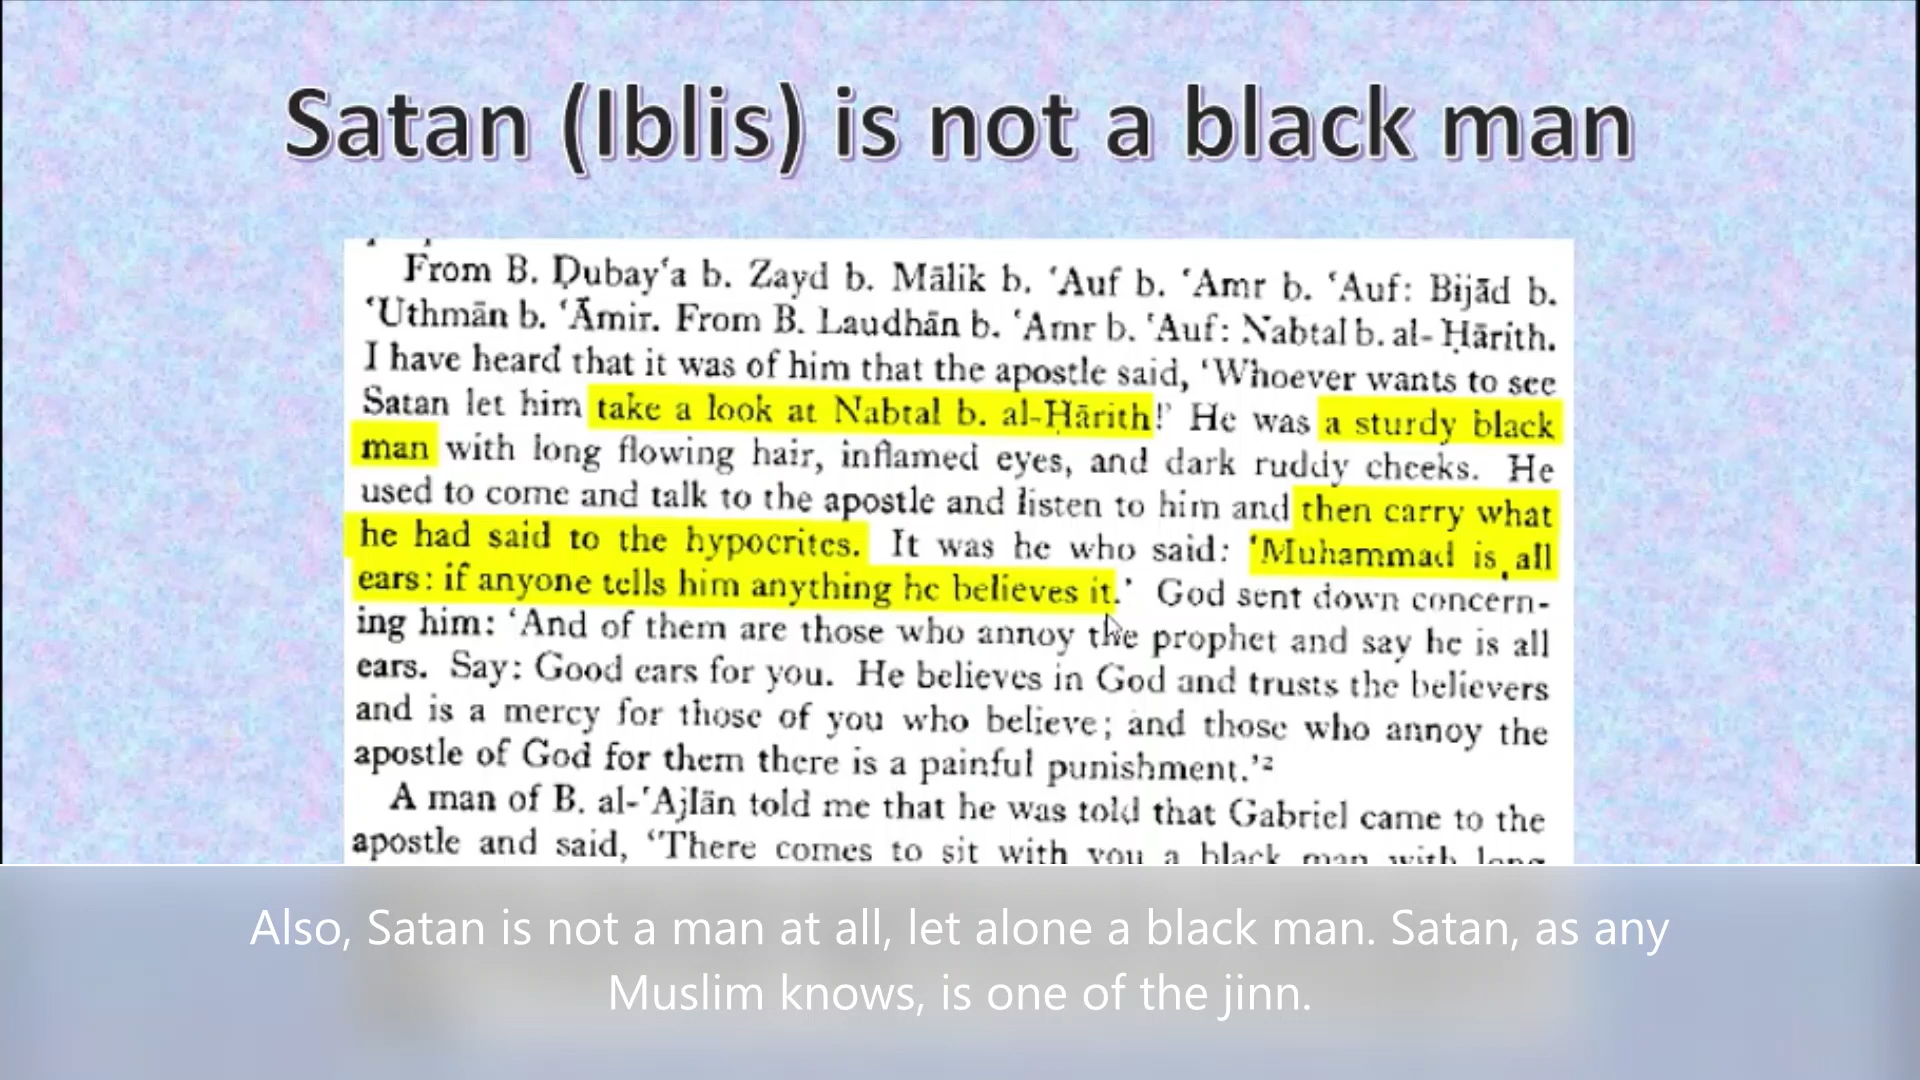 Satan (Iblis) is not a black man
From B. Ḍubay‘a b. Zayd b. Mālik b. ‘Auf b. ‘Amr b. ‘Auf: Bijād b.
‘Uthmān b. ‘Āmir. From B. Laudhān b. ‘Amr b. ‘Auf: Nabtal b. al-Ḥārith.
I have heard that it was of him that the apostle said, ‘Whoever wants to see
Satan let him take a look at Nabtal b. al-Ḥārith!’ He was a sturdy black
man with long flowing hair, inflamed eyes, and dark ruddy cheeks. He
used to come and talk to the apostle and listen to him and then carry what
he had said to the hypocrites. It was he who said: ‘Muhammad is all
ears: if anyone tells him anything he believes it.’ God sent down concern-
ing him: ‘And of them are those who annoy the prophet and say he is all
ears. Say: Good ears for you. He believes in God and trusts the believers
and is a mercy for those of you who believe; and those who annoy the
apostle of God for them there is a painful punishment.’²
A man of B. al-‘Ajlān told me that he was told that Gabriel came to the
apostle and said, ‘There comes to sit with you a black man with long
Also, Satan is not a man at all, let alone a black man. Satan, as any
Muslim knows, is one of the jinn.